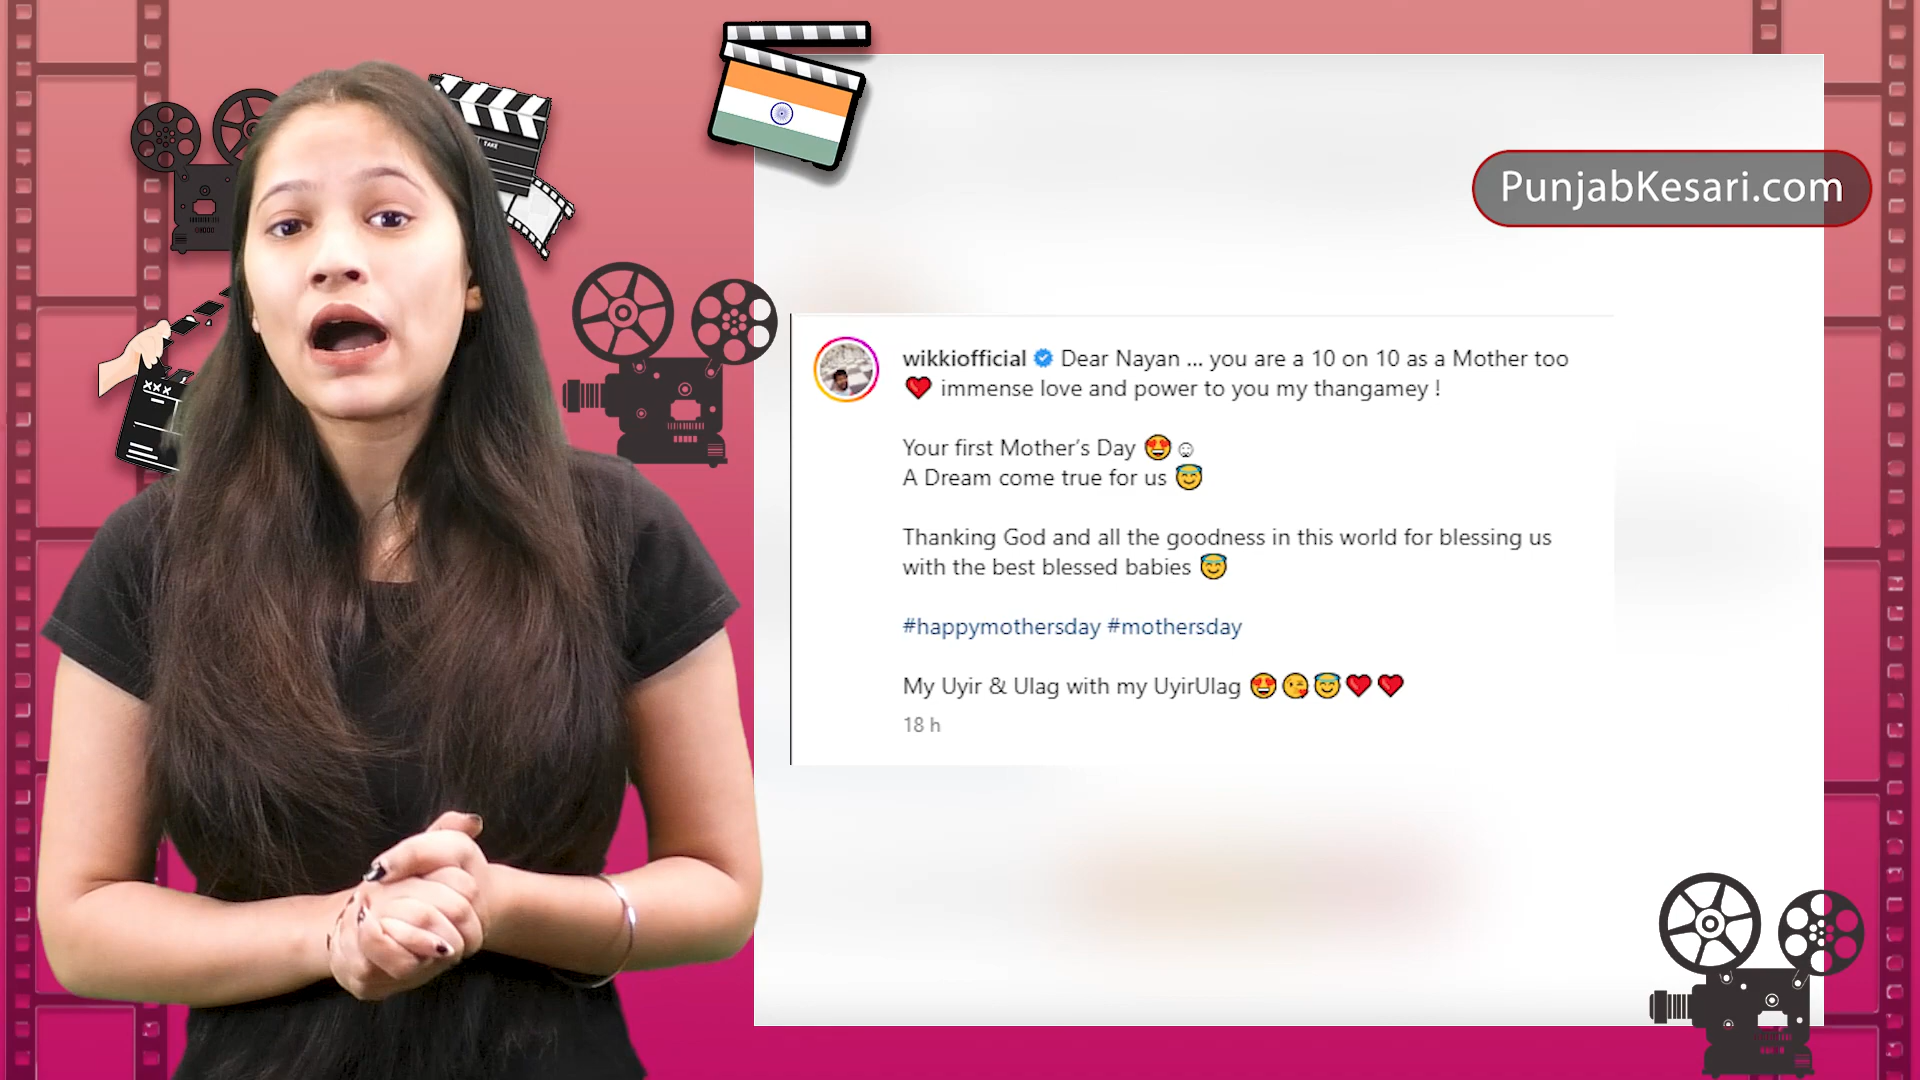 TAKE
PunjabKesari.com
wikkiofficial Dear Nayan ... you are a 10 on 10 as a Mother too
❤️ immense love and power to you my thangamey !
Your first Mother's Day 😍☺
A Dream come true for us 😇
Thanking God and all the goodness in this world for blessing us
with the best blessed babies 😇
#happymothersday #mothersday
My Uyir & Ulag with my UyirUlag 😍😘😇❤️❤️
18 h